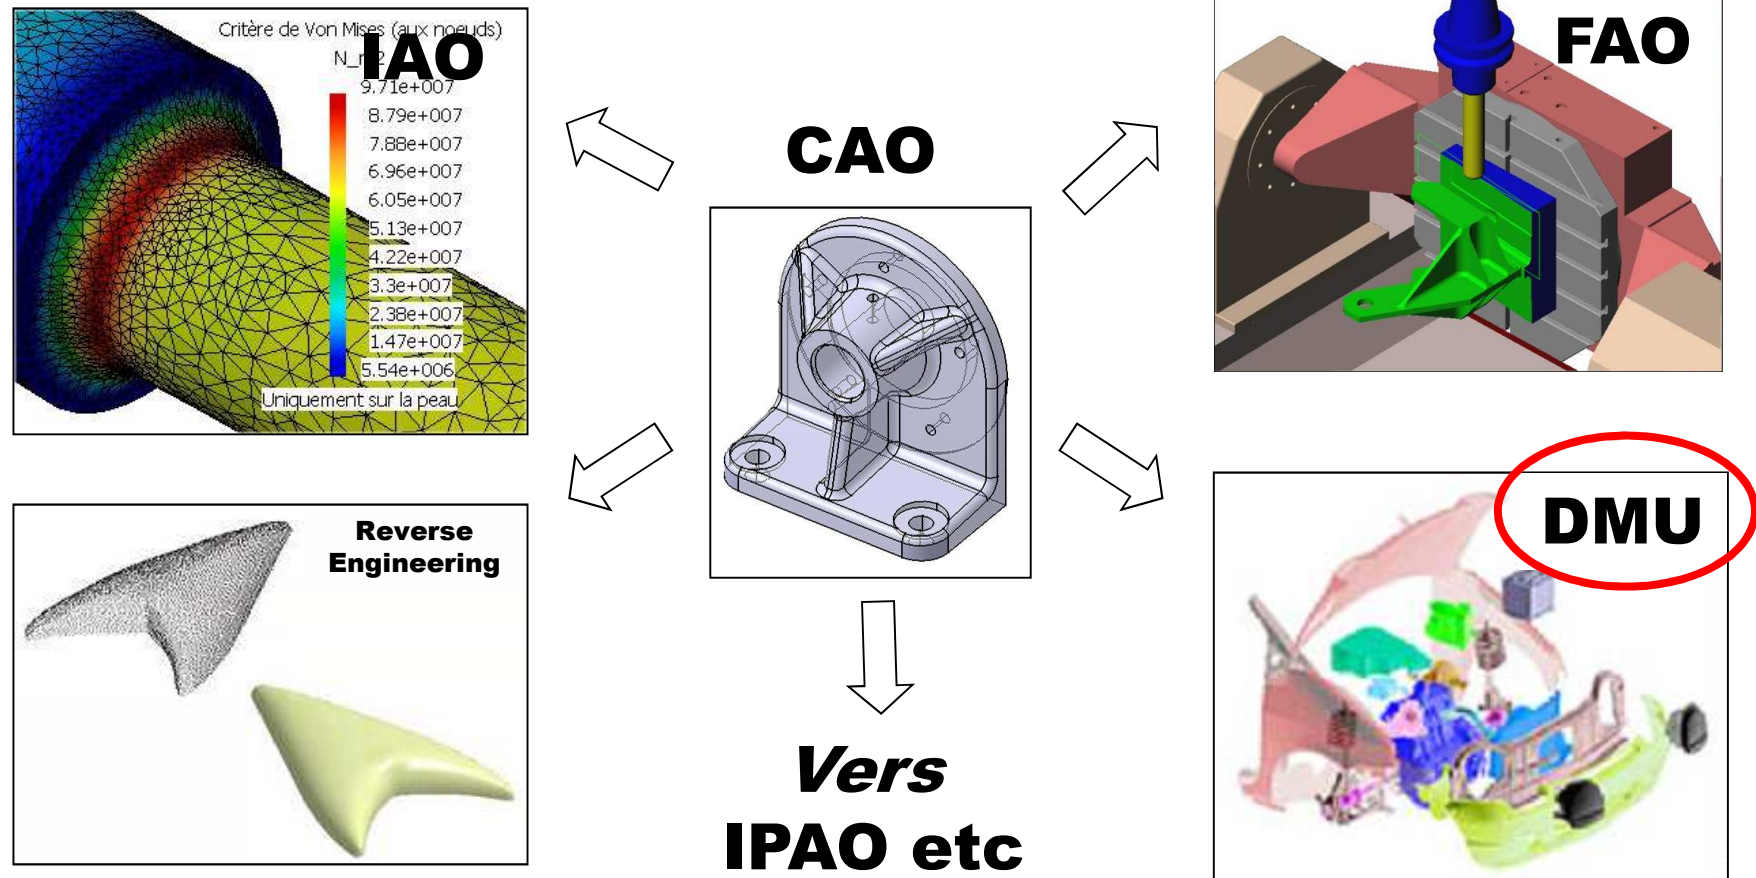 Critère de Von Mises (aux noeuds)
IAO
9.71e+007
8.79e+007
7.88e+007
6.96e+007
6.05e+007
5.13e+007
4.22e+007
3.3e+007
2.38e+007
1.47e+007
5.54e+006
Uniquement sur la peau
CAO
FAO
Reverse
Engineering
DMU
Vers
IPAO etc